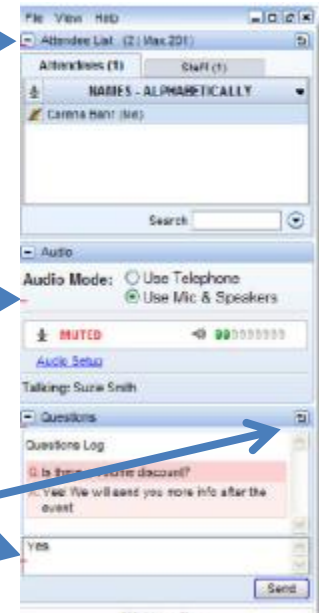 File View Help
Attendee List (2 | Max 201)
Attendees (1) Staff (1)
NAMES - ALPHABETICALLY
Carena Bant (Me)
Search
Audio
Audio Mode: Use Telephone
Use Mic & Speakers
MUTED
Audio Setup
Talking: Suzie Smith
Questions
Questions Log
Q: Is there discount?
A: Yes! We will send you more info after the
event
Yes
Send